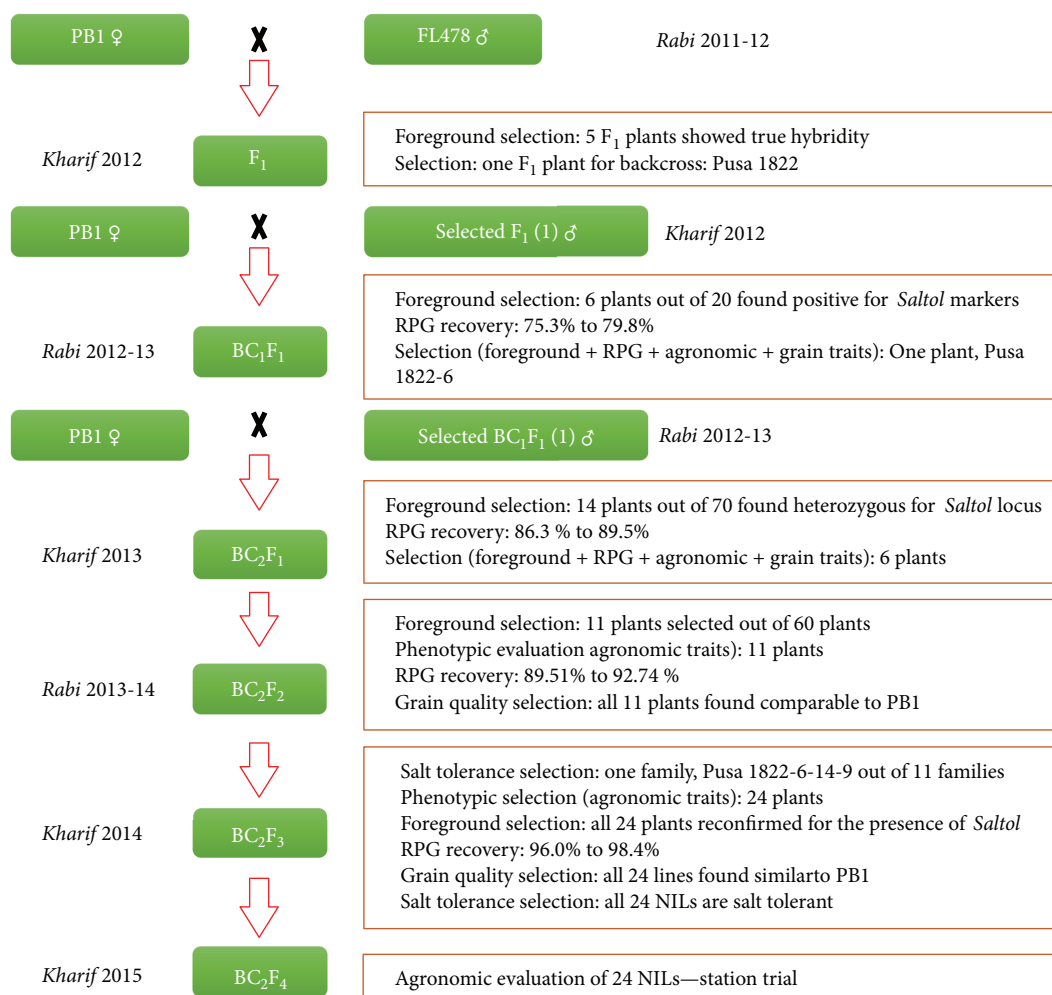 PB1 ♀
X
FL478 ♂
Rabi 2011-12
Kharif 2012
F1
Foreground selection: 5 F1 plants showed true hybridity
Selection: one F1 plant for backcross: Pusa 1822
PB1 ♀
X
Selected F1 (1) ♂
Kharif 2012
Rabi 2012-13
BC1F1
Foreground selection: 6 plants out of 20 found positive for Saltol markers
RPG recovery: 75.3% to 79.8%
Selection (foreground + RPG + agronomic + grain traits): One plant, Pusa
1822-6
PB1 ♀
X
Selected BC1F1 (1) ♂
Rabi 2012-13
Kharif 2013
BC2F1
Foreground selection: 14 plants out of 70 found heterozygous for Saltol locus
RPG recovery: 86.3 % to 89.5%
Selection (foreground + RPG + agronomic + grain traits): 6 plants
Rabi 2013-14
BC2F2
Foreground selection: 11 plants selected out of 60 plants
Phenotypic evaluation agronomic traits): 11 plants
RPG recovery: 89.51% to 92.74 %
Grain quality selection: all 11 plants found comparable to PB1
Kharif 2014
BC2F3
Salt tolerance selection: one family, Pusa 1822-6-14-9 out of 11 families
Phenotypic selection (agronomic traits): 24 plants
Foreground selection: all 24 plants reconfirmed for the presence of Saltol
RPG recovery: 96.0% to 98.4%
Grain quality selection: all 24 lines found similarto PB1
Salt tolerance selection: all 24 NILs are salt tolerant
Kharif 2015
BC2F4
Agronomic evaluation of 24 NILs—station trial